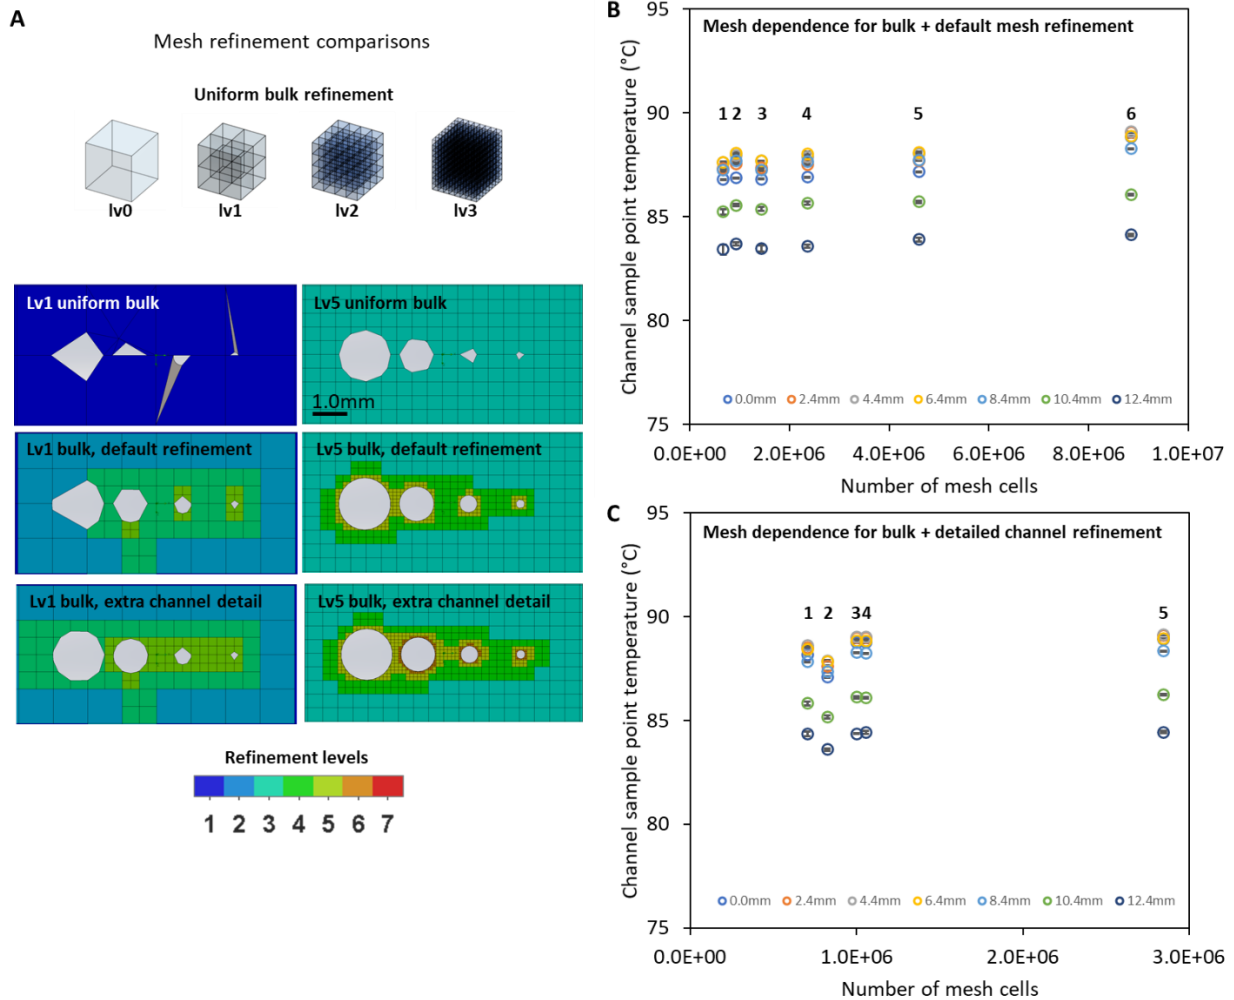 A
Mesh refinement comparisons
Uniform bulk refinement
lv0
lv1
lv2
lv3
Lv1 uniform bulk
Lv5 uniform bulk
1.0mm
Lv1 bulk, default refinement
Lv5 bulk, default refinement
Lv1 bulk, extra channel detail
Lv5 bulk, extra channel detail
Refinement levels
1 2 3 4 5 6 7
B
Mesh dependence for bulk + default mesh refinement
Channel sample point temperature (°C)
95
90
85
80
75
1 2 3 4 5 6
0.0mm 2.4mm 4.4mm 6.4mm 8.4mm 10.4mm 12.4mm
0.0E+00 2.0E+06 4.0E+06 6.0E+06 8.0E+06 1.0E+07
Number of mesh cells
C
Mesh dependence for bulk + detailed channel refinement
Channel sample point temperature (°C)
95
90
85
80
75
1 2 34 5
0.0mm 2.4mm 4.4mm 6.4mm 8.4mm 10.4mm 12.4mm
0.0E+00 1.0E+06 2.0E+06 3.0E+06
Number of mesh cells